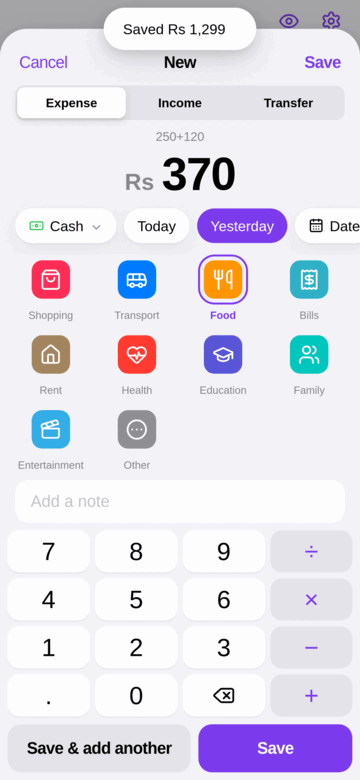 Saved Rs 1,299
Cancel New Save
Expense Income Transfer
250+120
Rs 370
Cash Today Yesterday Date
Shopping Transport Food Bills
Rent Health Education Family
Entertainment Other
Add a note
7 8 9 ÷
4 5 6 ×
1 2 3 −
. 0 +
Save & add another Save